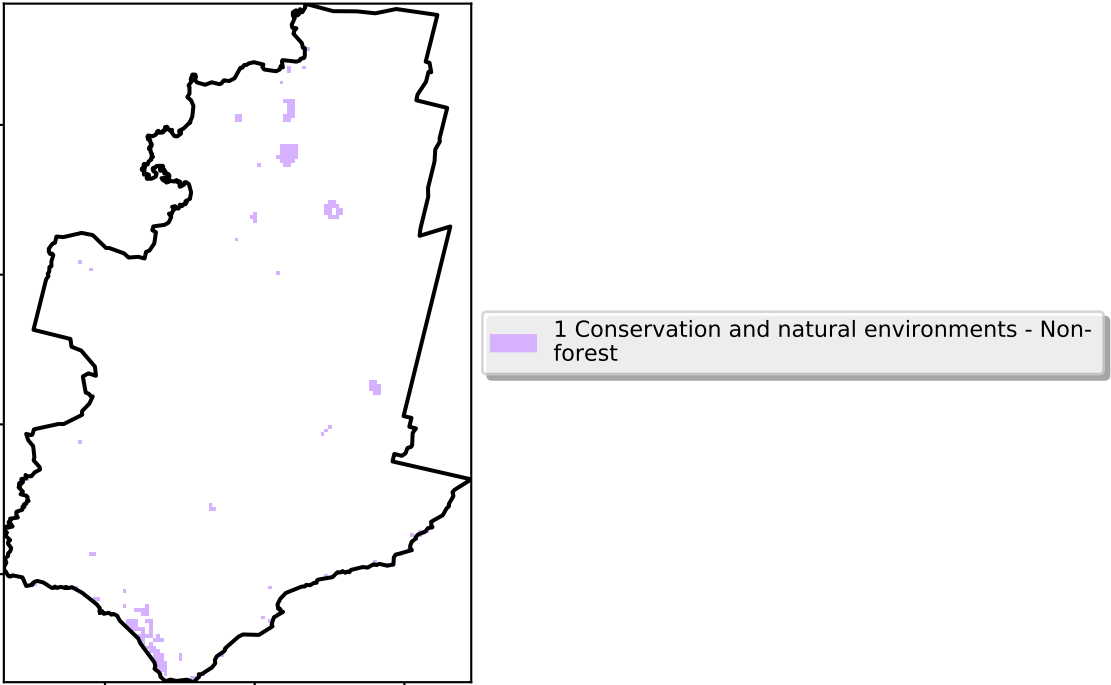 1 Conservation and natural environments - Non-
forest